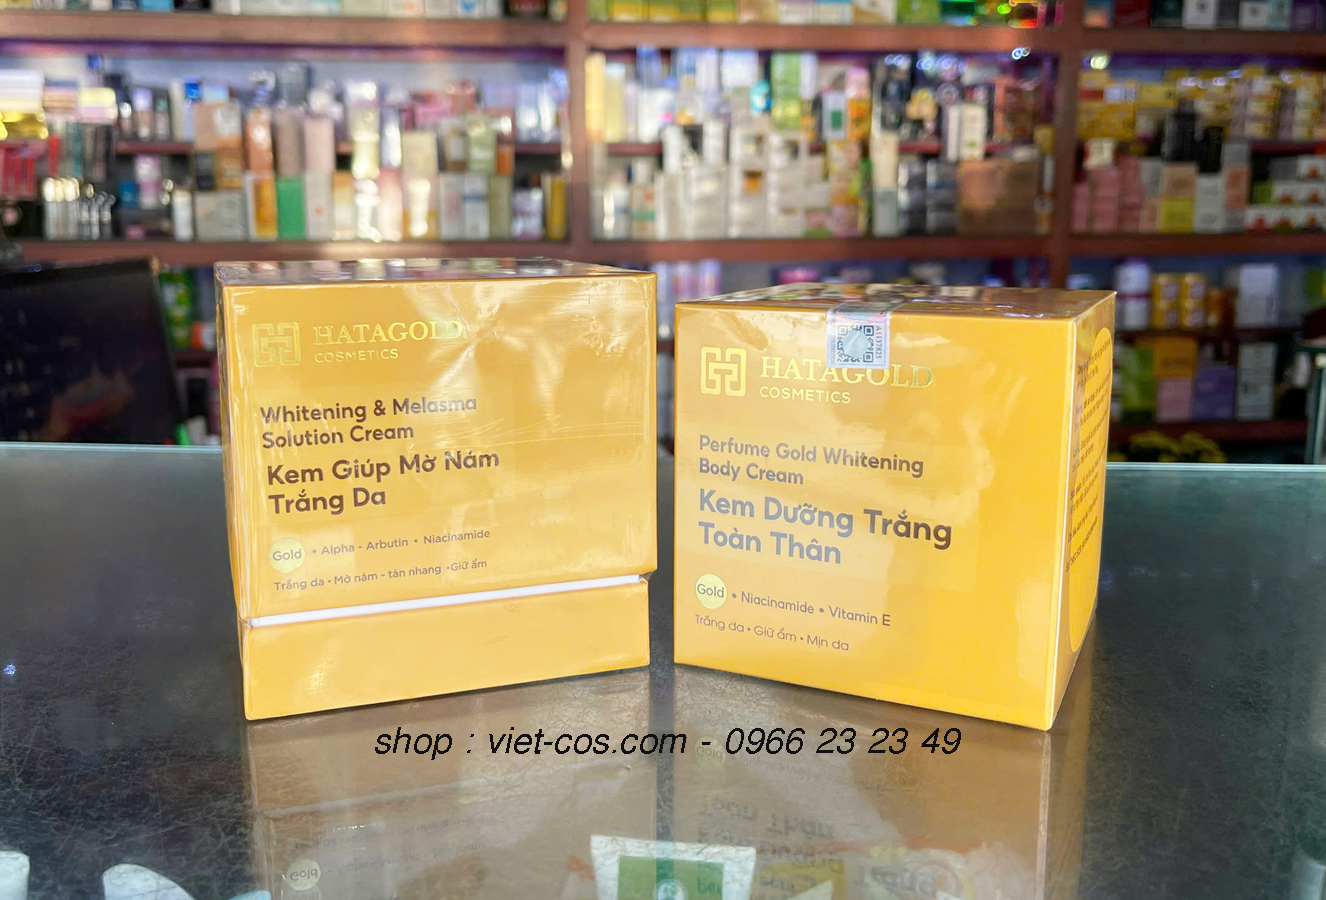 HATAGOLD
COSMETICS
Whitening & Melasma
Solution Cream
Kem Giúp Mờ Nám
Trắng Da
Gold • Alpha - Arbutin • Niacinamide
Trắng da • Mờ nám - tàn nhang • Giữ ẩm
HATAGOLD
COSMETICS
Perfume Gold Whitening
Body Cream
Kem Dưỡng Trắng
Toàn Thân
Gold • Niacinamide • Vitamin E
Trắng da • Giữ ẩm • Mịn da
shop : viet-cos.com - 0966 23 23 49